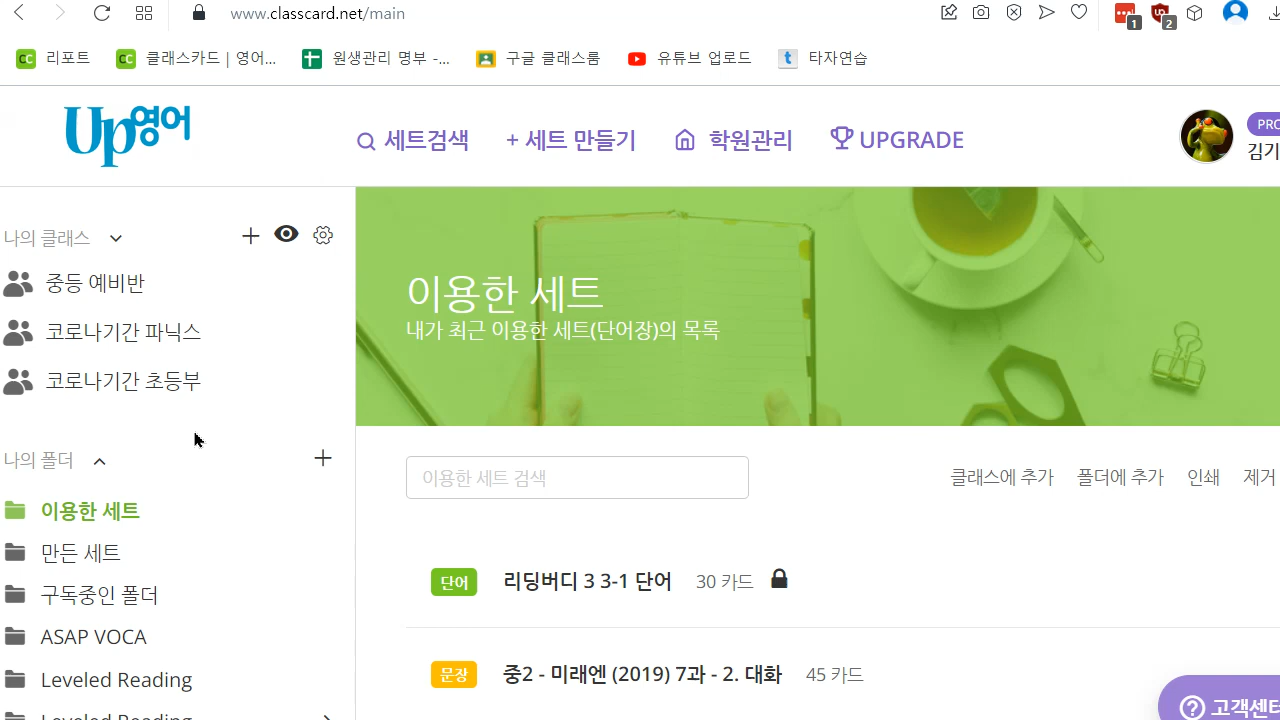 www.classcard.net/main
1
2
리포트
클래스카드 | 영어...
원생관리 명부 -...
구글 클래스룸
유튜브 업로드
타자연습
Up영어
세트검색
+ 세트 만들기
학원관리
UPGRADE
PRO
김기
나의 클래스
중등 예비반
코로나기간 파닉스
코로나기간 초등부
나의 폴더
이용한 세트
만든 세트
구독중인 폴더
ASAP VOCA
Leveled Reading
Leveled Reading
이용한 세트
내가 최근 이용한 세트(단어장)의 목록
이용한 세트 검색
클래스에 추가
폴더에 추가
인쇄
제거
단어 리딩버디 3 3-1 단어 30 카드
문장 중2 - 미래엔 (2019) 7과 - 2. 대화 45 카드
고객센터